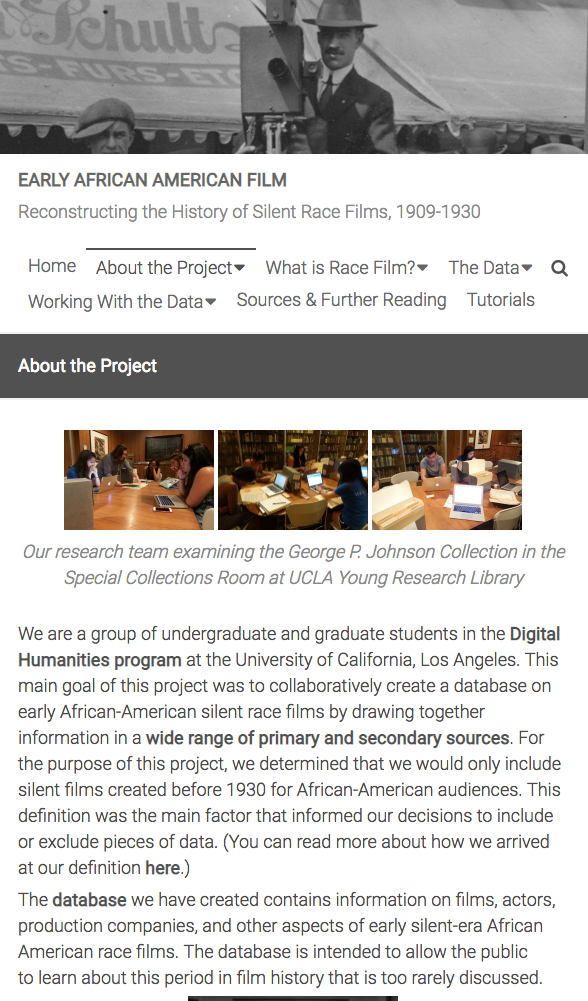 Schultz
TS-FURS-ETC
EARLY AFRICAN AMERICAN FILM
Reconstructing the History of Silent Race Films, 1909-1930
Home About the Project What is Race Film? The Data
Working With the Data Sources & Further Reading Tutorials
About the Project
Our research team examining the George P. Johnson Collection in the
Special Collections Room at UCLA Young Research Library
We are a group of undergraduate and graduate students in the Digital
Humanities program at the University of California, Los Angeles. This
main goal of this project was to collaboratively create a database on
early African-American silent race films by drawing together
information in a wide range of primary and secondary sources. For
the purpose of this project, we determined that we would only include
silent films created before 1930 for African-American audiences. This
definition was the main factor that informed our decisions to include
or exclude pieces of data. (You can read more about how we arrived
at our definition here.)
The database we have created contains information on films, actors,
production companies, and other aspects of early silent-era African
American race films. The database is intended to allow the public
to learn about this period in film history that is too rarely discussed.